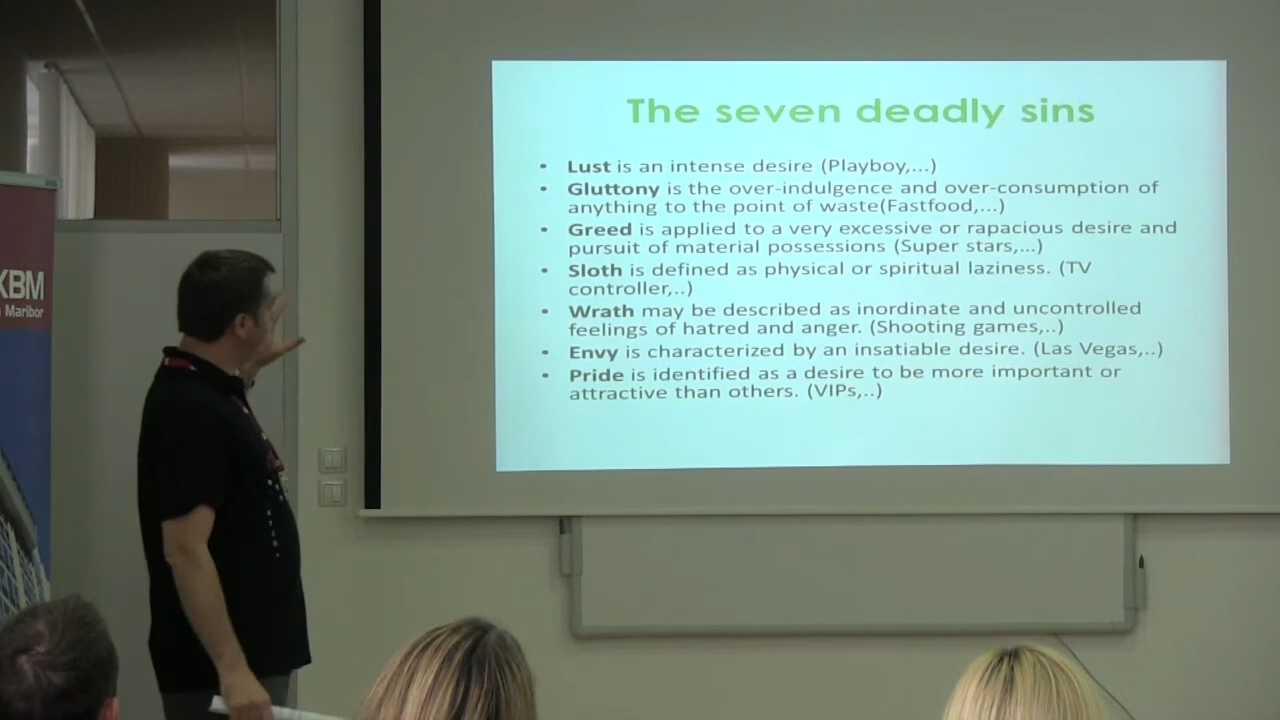 KBM
Maribor
The seven deadly sins
• Lust is an intense desire (Playboy,...)
• Gluttony is the over-indulgence and over-consumption of
anything to the point of waste(Fastfood,...)
• Greed is applied to a very excessive or rapacious desire and
pursuit of material possessions (Super stars,...)
• Sloth is defined as physical or spiritual laziness. (TV
controller,..)
• Wrath may be described as inordinate and uncontrolled
feelings of hatred and anger. (Shooting games,..)
• Envy is characterized by an insatiable desire. (Las Vegas,..)
• Pride is identified as a desire to be more important or
attractive than others. (VIPs,..)